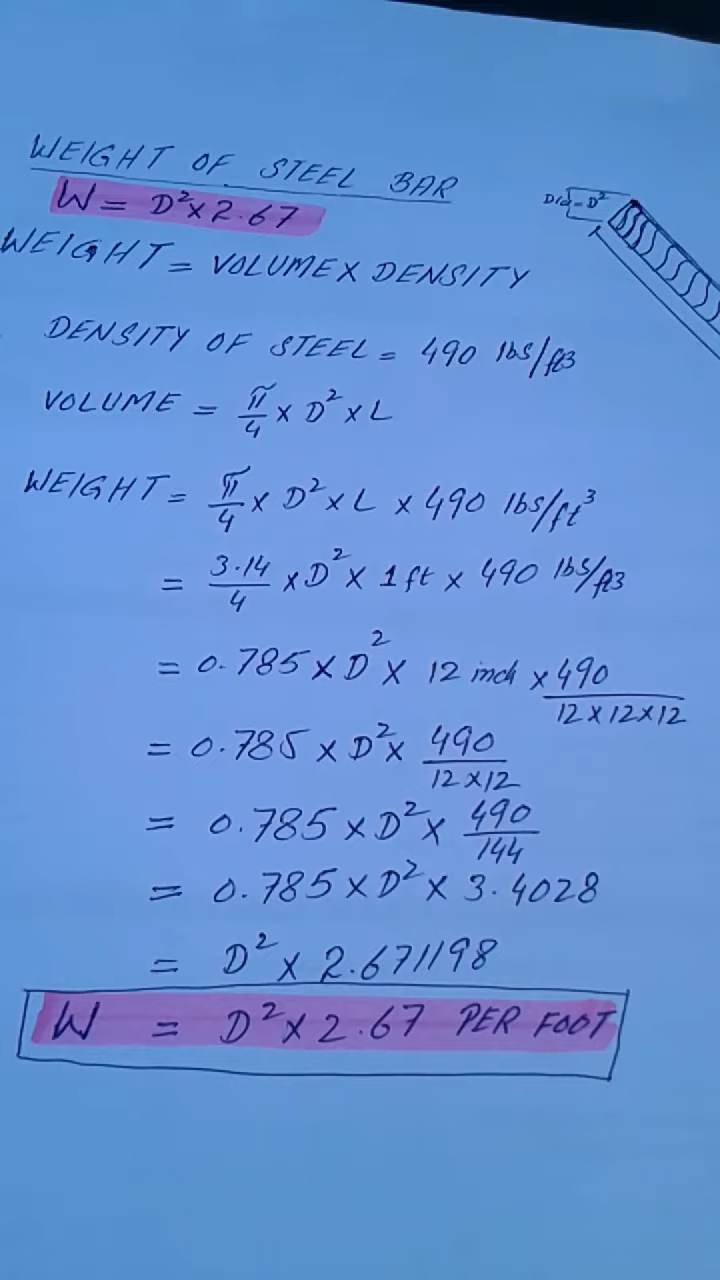 WEIGHT OF STEEL BAR
W = D²x2.67
Dia = D²
WEIGHT = VOLUME X DENSITY
DENSITY OF STEEL = 490 lbs/ft3
VOLUME = π/4 x D² x L
WEIGHT = π/4 x D² x L x 490 lbs/ft³
= 3.14/4 x D² x 1 ft x 490 lbs/ft3
= 0.785 x D² x 12 inch x 490/12x12x12
= 0.785 x D² x 490/12x12
= 0.785 x D² x 490/144
= 0.785 x D² x 3.4028
= D² x 2.671198
W = D² x 2.67 PER FOOT